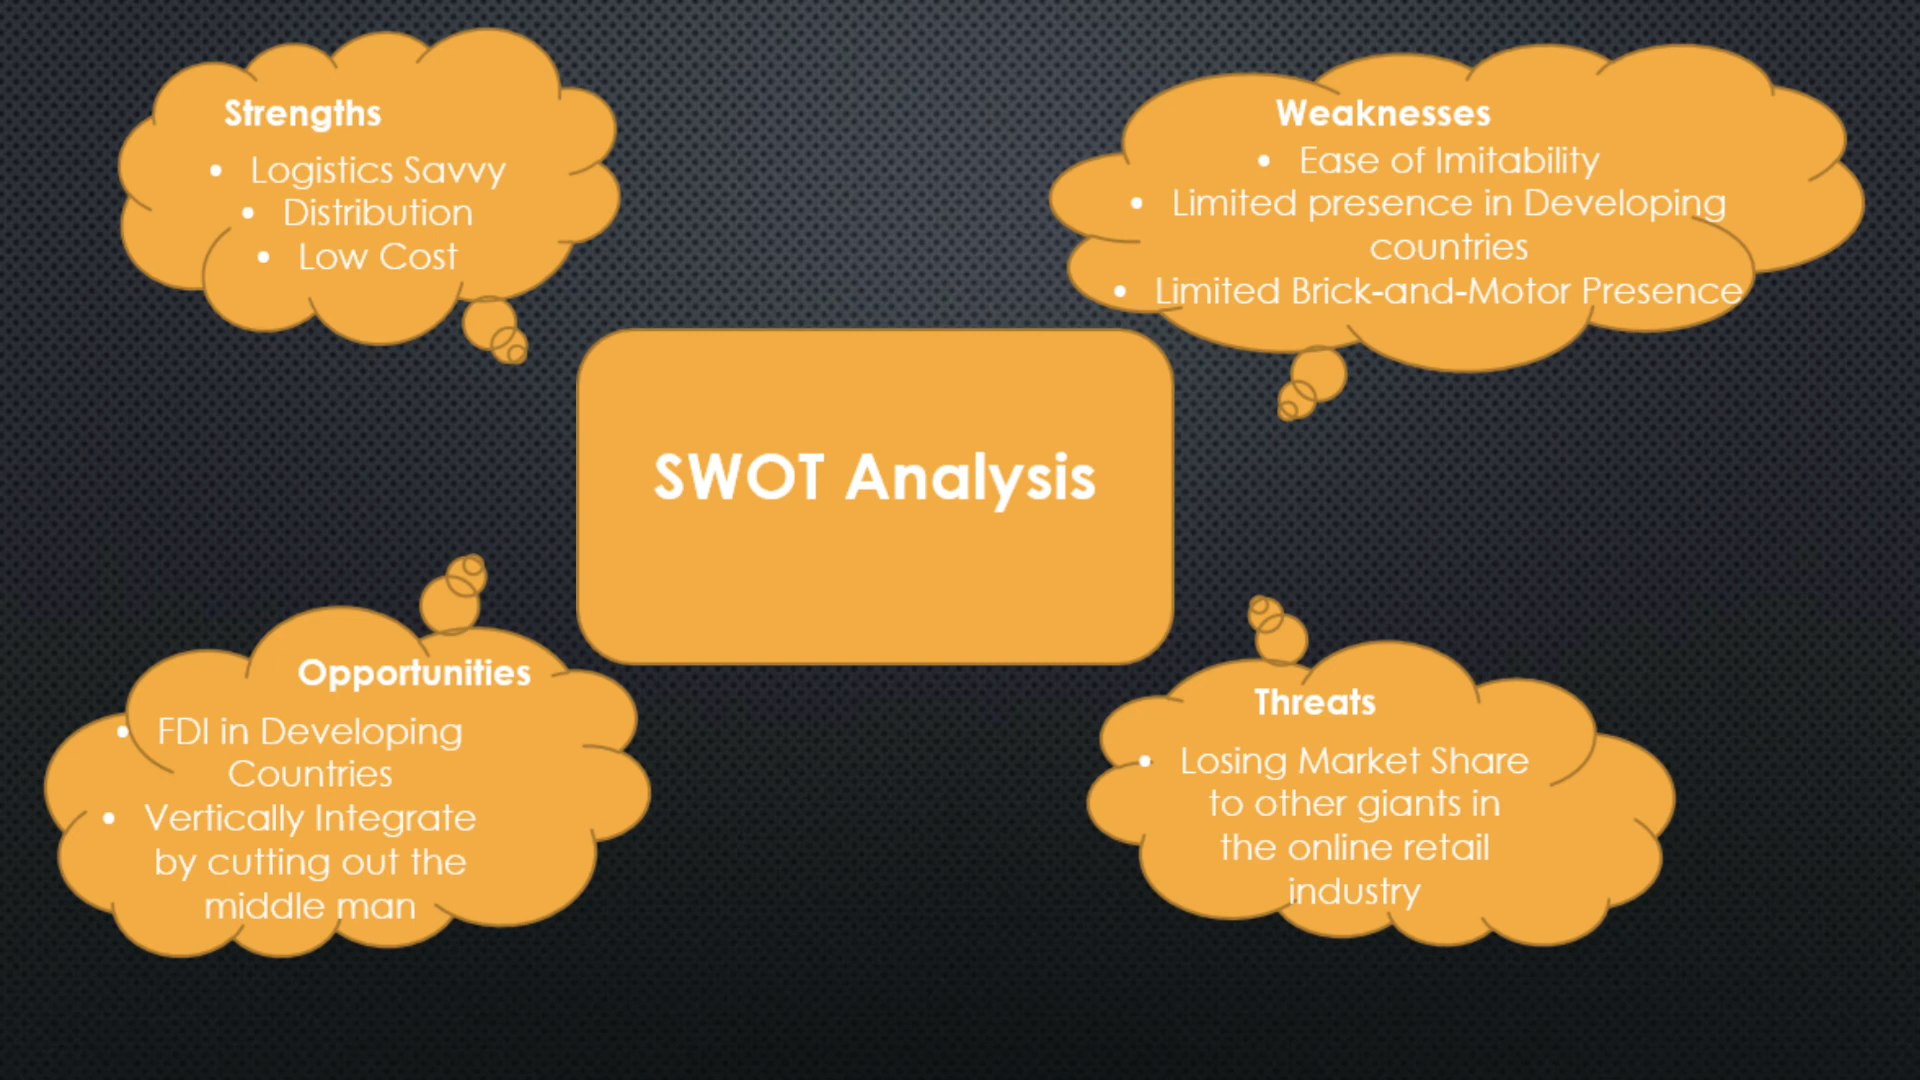 Strengths
• Logistics Savvy
• Distribution
• Low Cost
Weaknesses
• Ease of Imitability
• Limited presence in Developing
countries
• Limited Brick-and-Motor Presence
SWOT Analysis
Opportunities
• FDI in Developing
Countries
• Vertically Integrate
by cutting out the
middle man
Threats
• Losing Market Share
to other giants in
the online retail
industry